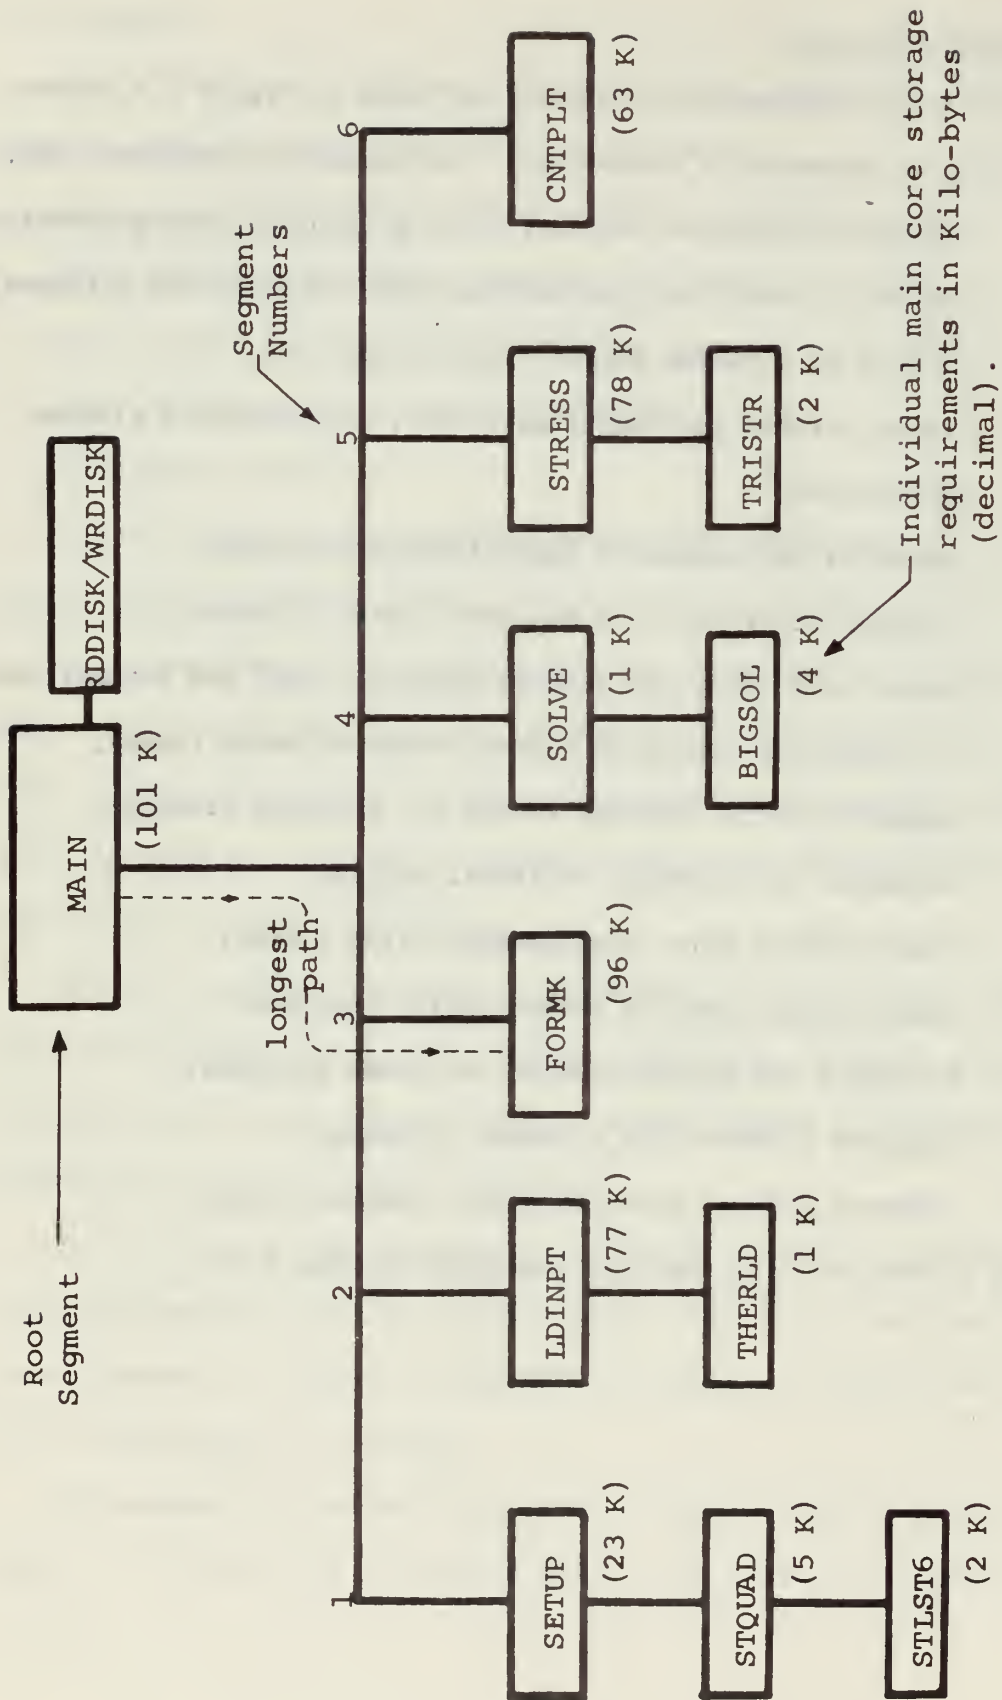 Root
Segment
MAIN
RDDISK/WRDISK
(101 K)
longest
path
Segment
Numbers
1
2
3
4
5
6
SETUP
(23 K)
STQUAD
(5 K)
STLST6
(2 K)
LDINPT
(77 K)
THERLD
(1 K)
FORMK
(96 K)
SOLVE
(1 K)
BIGSOL
(4 K)
STRESS
(78 K)
TRISTR
(2 K)
CNTPLT
(63 K)
Individual main core storage
requirements in Kilo-bytes
(decimal).